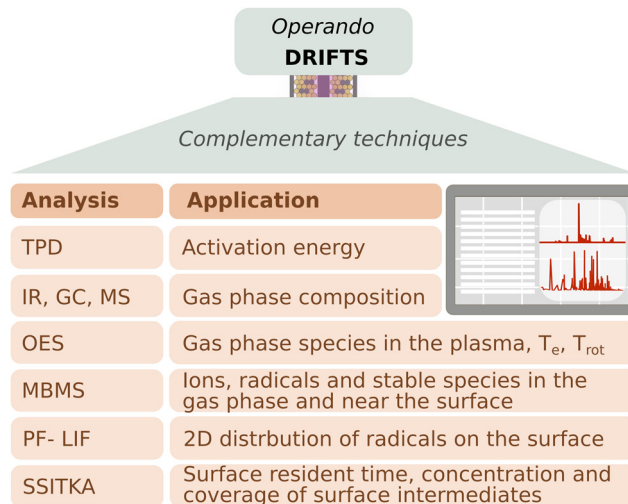 Operando
DRIFTS
Complementary techniques
Analysis Application
TPD Activation energy
IR, GC, MS Gas phase composition
OES Gas phase species in the plasma, Te, Trot
MBMS Ions, radicals and stable species in the
gas phase and near the surface
PF- LIF 2D distrbution of radicals on the surface
SSITKA Surface resident time, concentration and
coverage of surface intermediates